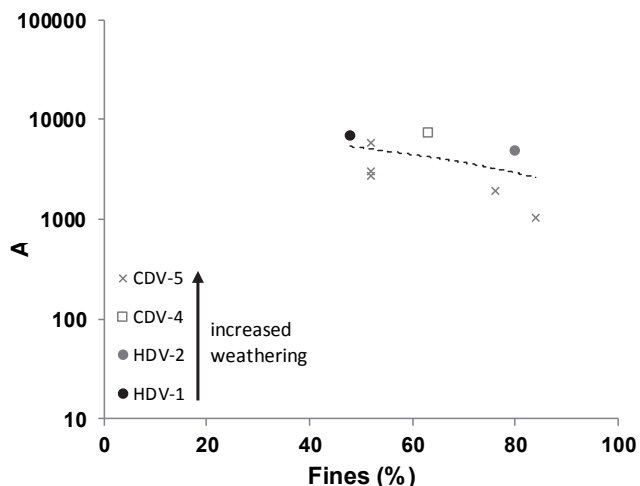 100000
10000
1000
100
10
A
CDV-5
CDV-4
HDV-2
HDV-1
increased
weathering
0 20 40 60 80 100
Fines (%)